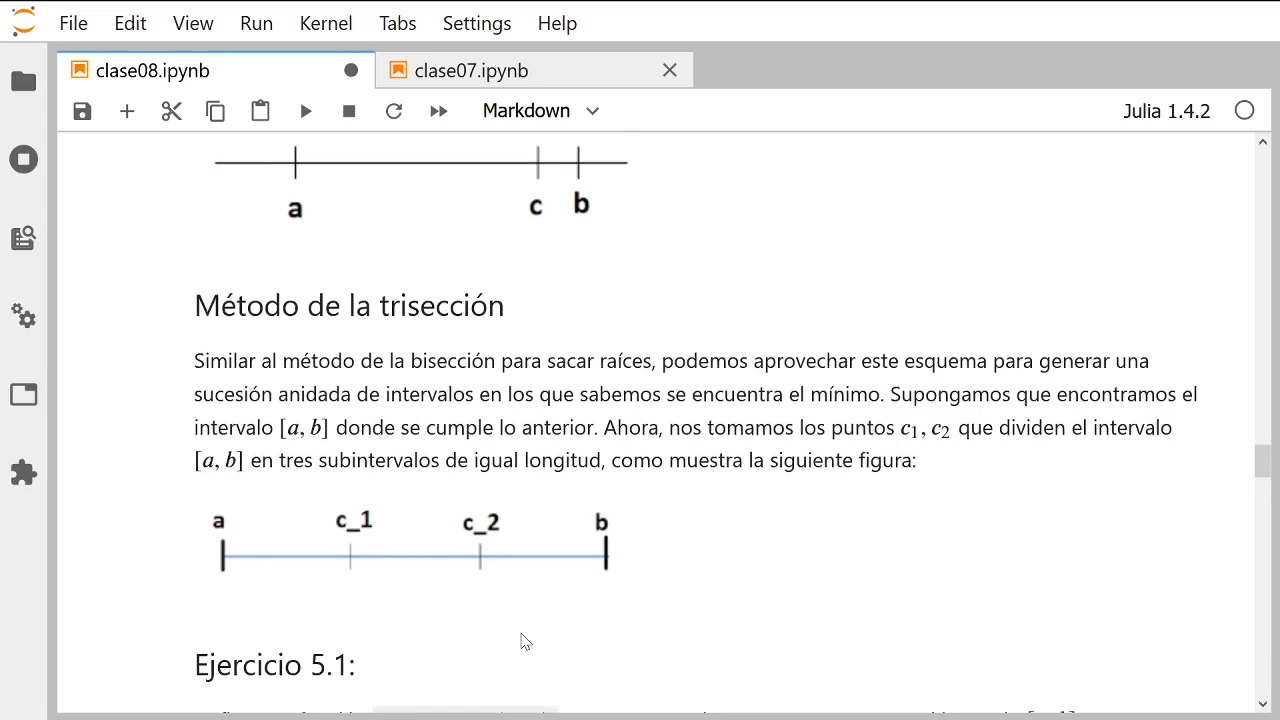 File Edit View Run Kernel Tabs Settings Help
clase08.ipynb clase07.ipynb
Markdown Julia 1.4.2
a c b
Método de la trisección
Similar al método de la bisección para sacar raíces, podemos aprovechar este esquema para generar una
sucesión anidada de intervalos en los que sabemos se encuentra el mínimo. Supongamos que encontramos el
intervalo [a, b] donde se cumple lo anterior. Ahora, nos tomamos los puntos c₁, c₂ que dividen el intervalo
[a, b] en tres subintervalos de igual longitud, como muestra la siguiente figura:
a c_1 c_2 b
Ejercicio 5.1: